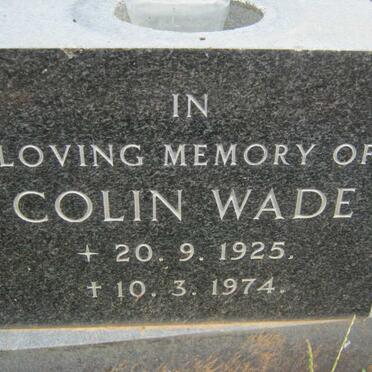 IN
LOVING MEMORY OF
COLIN WADE
✢ 20. 9. 1925.
✝ 10. 3. 1974.